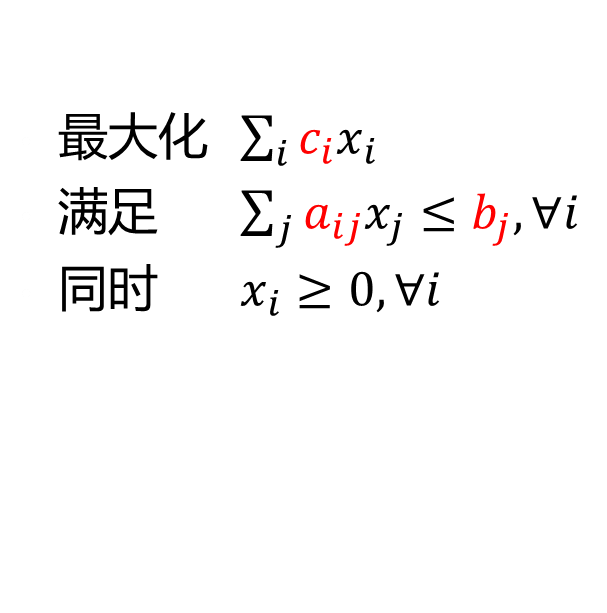 最大化 ∑ᵢ cᵢxᵢ
满足 ∑ⱼ aᵢⱼxⱼ ≤ bⱼ, ∀i
同时 xᵢ ≥ 0, ∀i